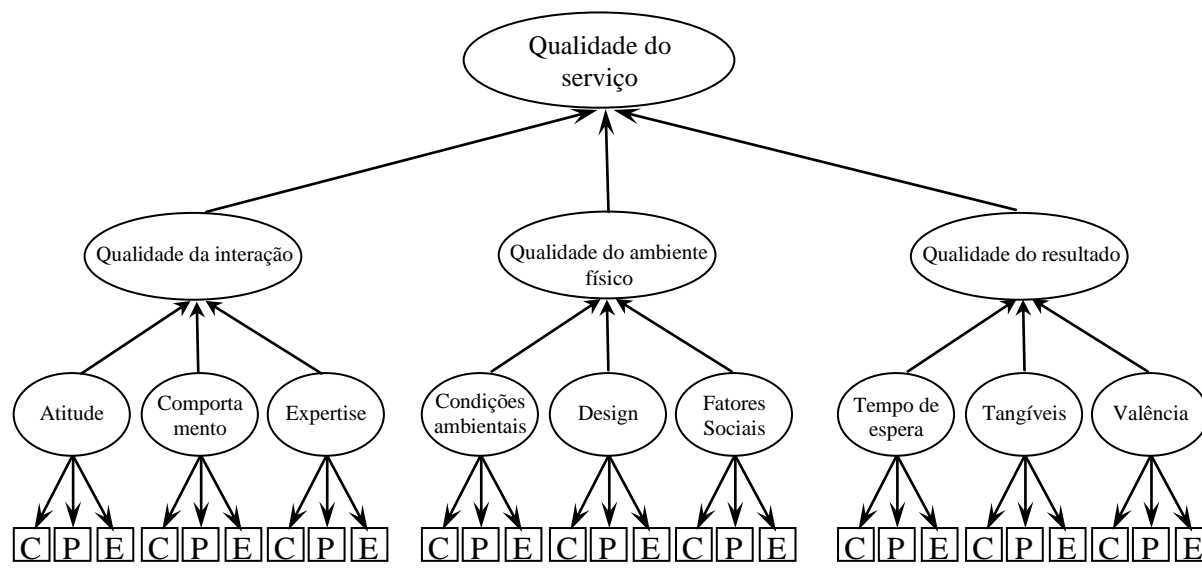 Qualidade do
serviço
Qualidade da interação
Qualidade do ambiente
físico
Qualidade do resultado
Atitude
Comporta
mento
Expertise
Condições
ambientais
Design
Fatores
Sociais
Tempo de
espera
Tangíveis
Valência
C P E C P E C P E C P E C P E C P E C P E C P E C P E